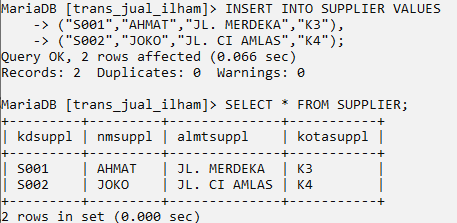 MariaDB [trans_jual_ilham]> INSERT INTO SUPPLIER VALUES
    -> ("S001","AHMAT","JL. MERDEKA","K3"),
    -> ("S002","JOKO","JL. CI AMLAS","K4");
Query OK, 2 rows affected (0.066 sec)
Records: 2  Duplicates: 0  Warnings: 0

MariaDB [trans_jual_ilham]> SELECT * FROM SUPPLIER;
+---------+---------+--------------+------------+
| kdsuppl | nmsuppl | almtsuppl    | kotasuppl  |
+---------+---------+--------------+------------+
| S001    | AHMAT   | JL. MERDEKA  | K3         |
| S002    | JOKO    | JL. CI AMLAS | K4         |
+---------+---------+--------------+------------+
2 rows in set (0.000 sec)